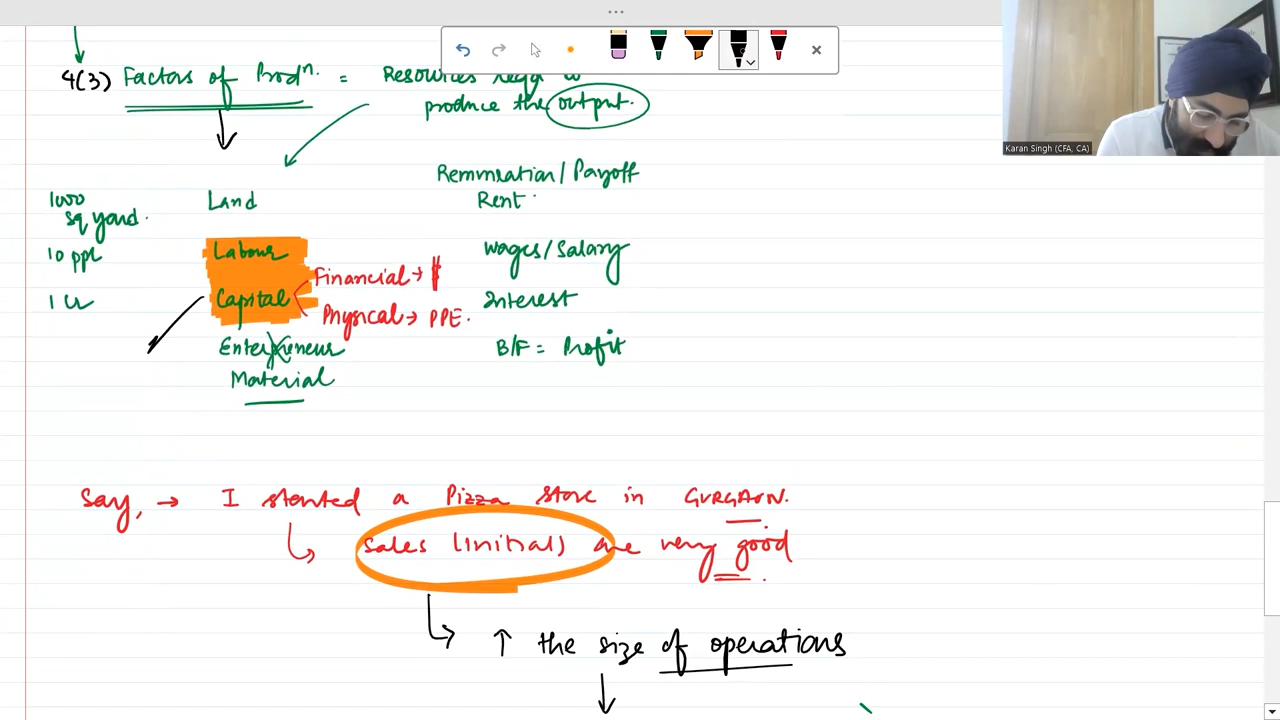 4(3) Factors of Prodⁿ. = Resources reqd to
produce the output.
Remmration/Payoff
1000 sq yard. Land Rent
10 ppl Labour Wages/Salary
Financial → $
1 Cr Capital Interest
Physical → PPE.
Enterpreneur B/F = Profit
Material
Say, → I started a Pizza store in GURGAON.
Sales (initial) are very good
↑ the size of operations
Karan Singh (CFA, CA)